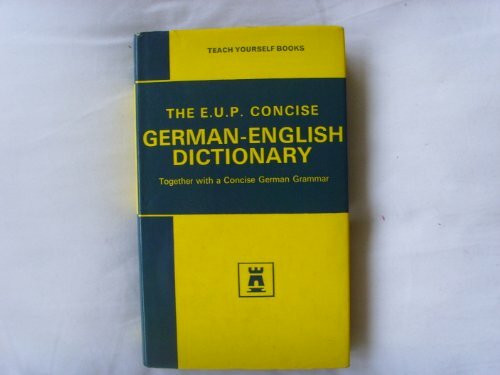 TEACH YOURSELF BOOKS
THE E.U.P. CONCISE
GERMAN-ENGLISH
DICTIONARY
Together with a Concise German Grammar